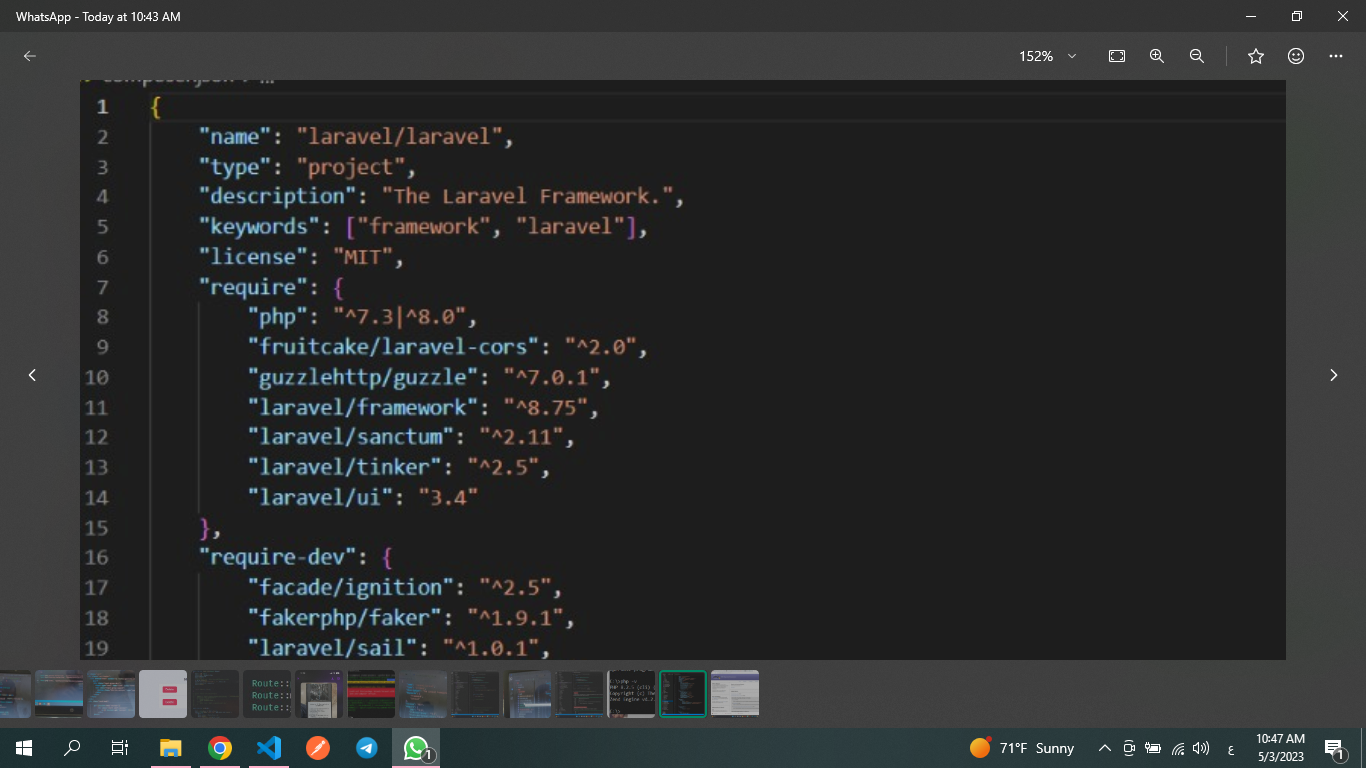 WhatsApp - Today at 10:43 AM
152%
1 {
2 "name": "laravel/laravel",
3 "type": "project",
4 "description": "The Laravel Framework.",
5 "keywords": ["framework", "laravel"],
6 "license": "MIT",
7 "require": {
8 "php": "^7.3|^8.0",
9 "fruitcake/laravel-cors": "^2.0",
10 "guzzlehttp/guzzle": "^7.0.1",
11 "laravel/framework": "^8.75",
12 "laravel/sanctum": "^2.11",
13 "laravel/tinker": "^2.5",
14 "laravel/ui": "3.4"
15 },
16 "require-dev": {
17 "facade/ignition": "^2.5",
18 "fakerphp/faker": "^1.9.1",
19 "laravel/sail": "^1.0.1",
Route::
Route::
Route::
1
71°F Sunny
ع
10:47 AM
5/3/2023
1